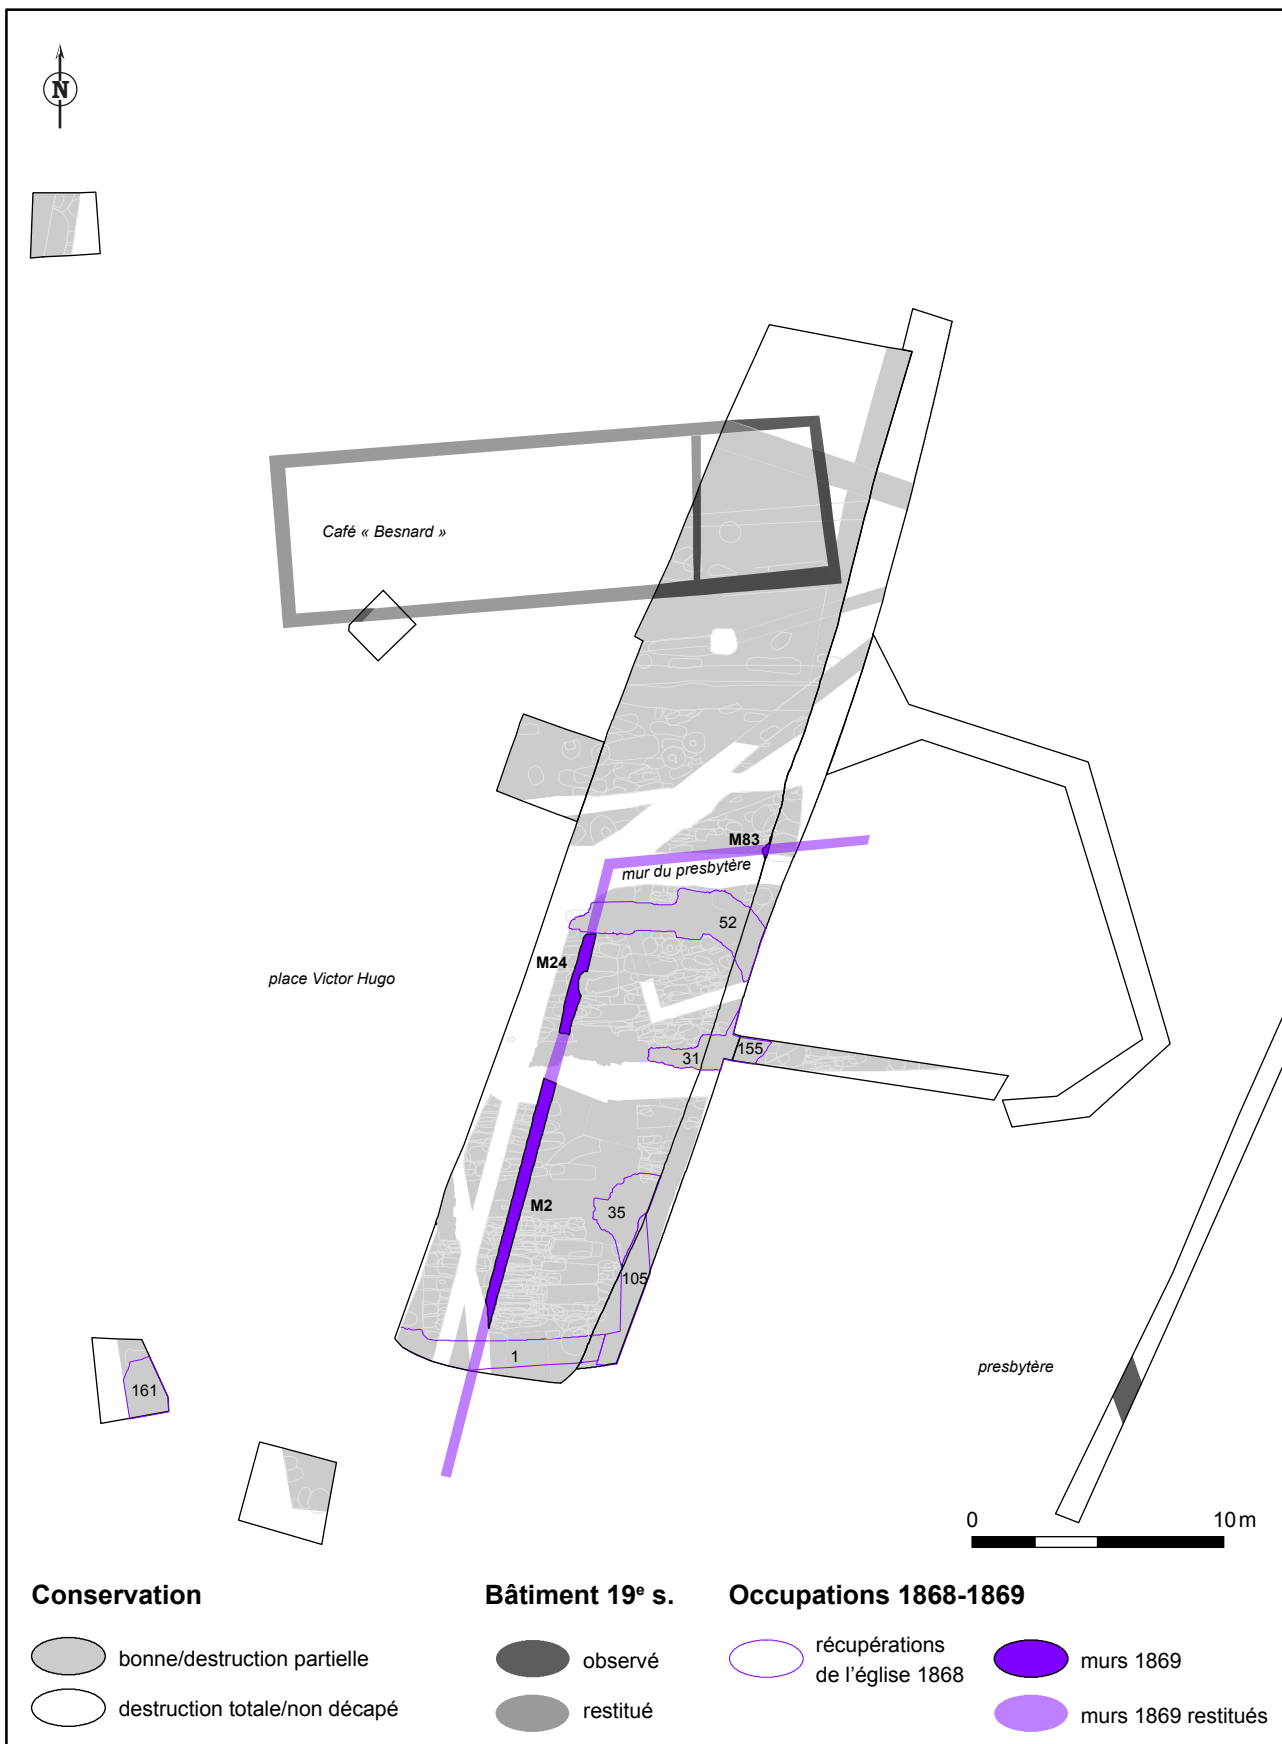 N
Café « Besnard »
M83
mur du presbytère
52
M24
place Victor Hugo
31
155
M2
35
105
1
161
presbytère
0 10 m
Conservation
bonne/destruction partielle
destruction totale/non décapé
Bâtiment 19e s.
observé
restitué
Occupations 1868-1869
récupérations
de l'église 1868
murs 1869
murs 1869 restitués